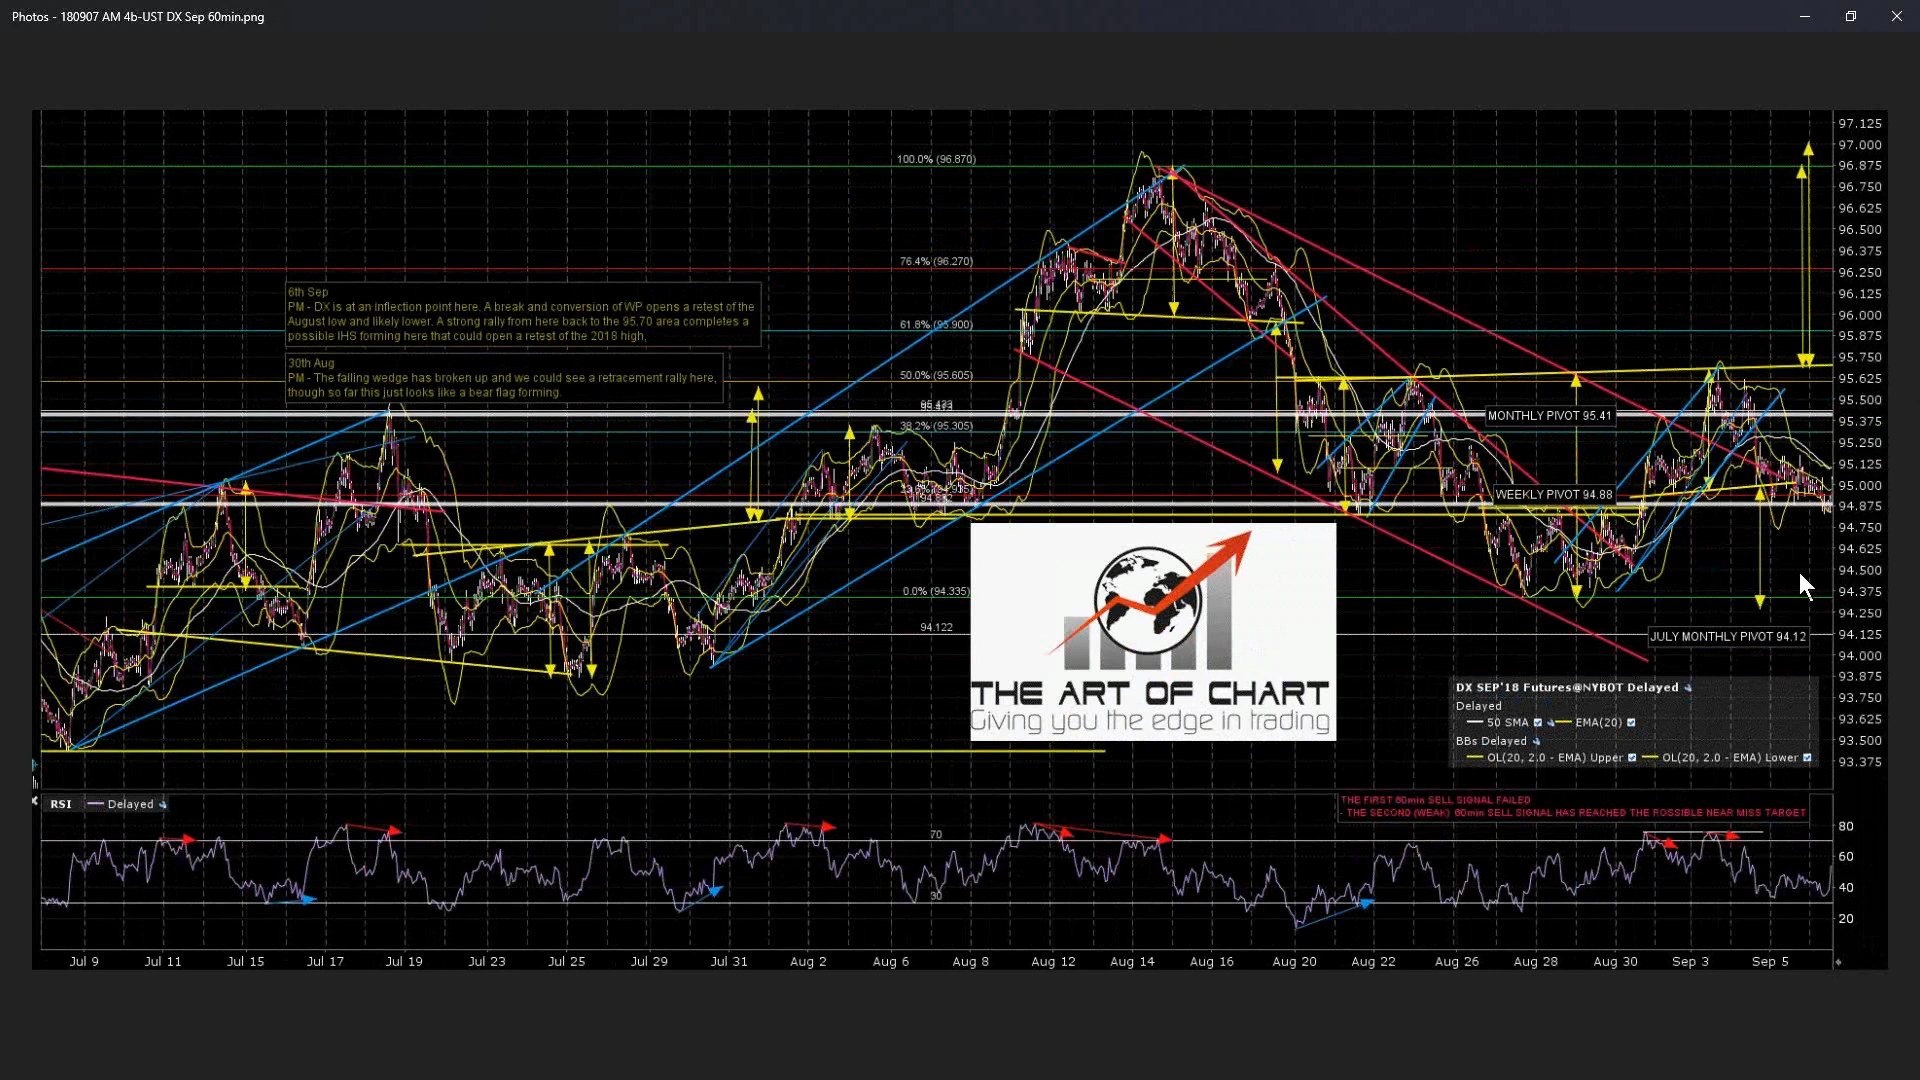 Photos - 180907 AM 4b-UST DX Sep 60min.png
97.125
97.000
96.875
96.750
96.625
96.500
96.375
96.250
96.125
96.000
95.875
95.750
95.625
95.500
95.375
95.250
95.125
95.000
94.875
94.750
94.625
94.500
94.375
94.250
94.125
94.000
93.875
93.750
93.625
93.500
93.375
100.0% (96.870)
76.4% (96.270)
6th Sep
PM - DX is at an inflection point here. A break and conversion of WP opens a retest of the
August low and likely lower. A strong rally from here back to the 95.70 area completes a
possible IHS forming here that could open a retest of the 2018 high,
61.8% (95.900)
30th Aug
PM - The falling wedge has broken up and we could see a retracement rally here,
though so far this just looks like a bear flag forming.
50.0% (95.605)
MONTHLY PIVOT 95.41
38.2% (95.305)
WEEKLY PIVOT 94.88
0.0% (94.335)
94.122
JULY MONTHLY PIVOT 94.12
THE ART OF CHART
Giving you the edge in trading
DX SEP'18 Futures@NYBOT Delayed
Delayed
50 SMA EMA(20)
BBs Delayed
OL(20, 2.0 - EMA) Upper OL(20, 2.0 - EMA) Lower
RSI Delayed
THE FIRST 60min SELL SIGNAL FAILED
- THE SECOND (WEAK) 60min SELL SIGNAL HAS REACHED THE POSSIBLE NEAR MISS TARGET
70
30
80
60
40
20
Jul 9 Jul 11 Jul 15 Jul 17 Jul 19 Jul 23 Jul 25 Jul 29 Jul 31 Aug 2 Aug 6 Aug 8 Aug 12 Aug 14 Aug 16 Aug 20 Aug 22 Aug 26 Aug 28 Aug 30 Sep 3 Sep 5